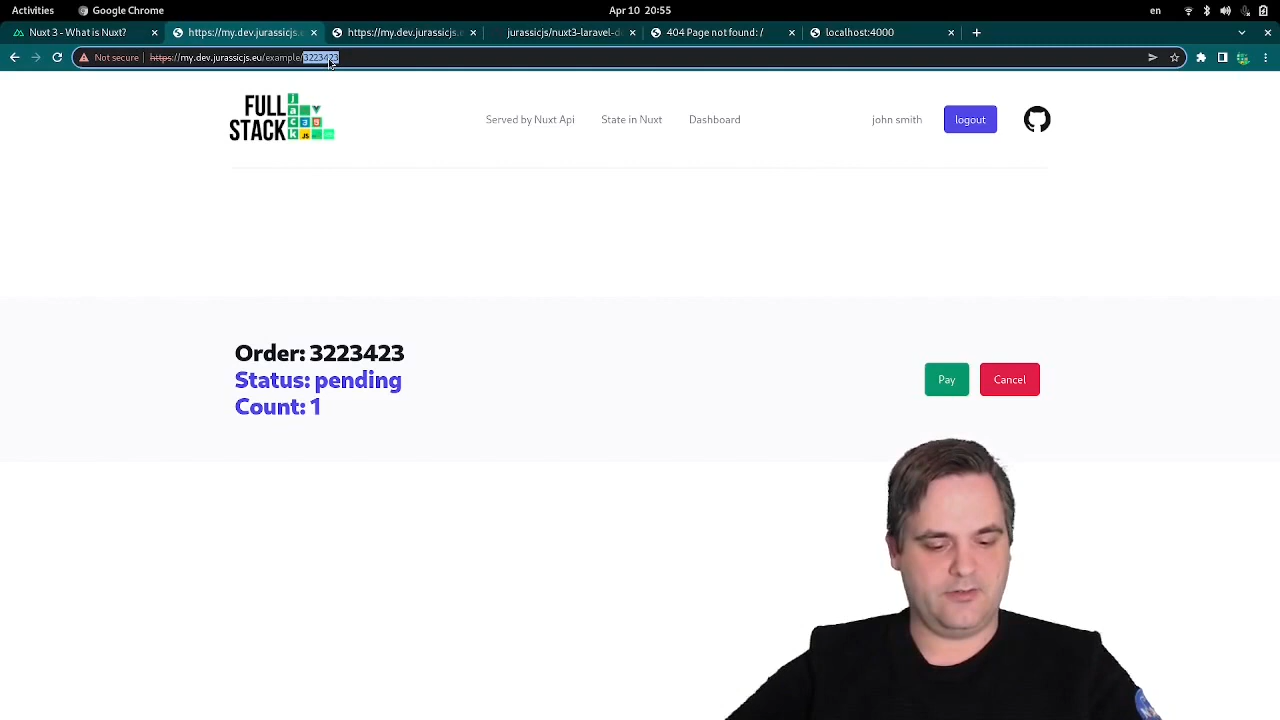 Activities
Google Chrome
Apr 10 20:55
en
Nuxt 3 - What is Nuxt?
https://my.dev.jurassicjs.e
https://my.dev.jurassicjs.e
jurassicjs/nuxt3-laravel-d
404 Page not found: /
localhost:4000
Not secure
https://my.dev.jurassicjs.eu/example/3223423
FULL
STACK
jack
JS
Served by Nuxt Api
State in Nuxt
Dashboard
john smith
logout
Order: 3223423
Status: pending
Count: 1
Pay
Cancel